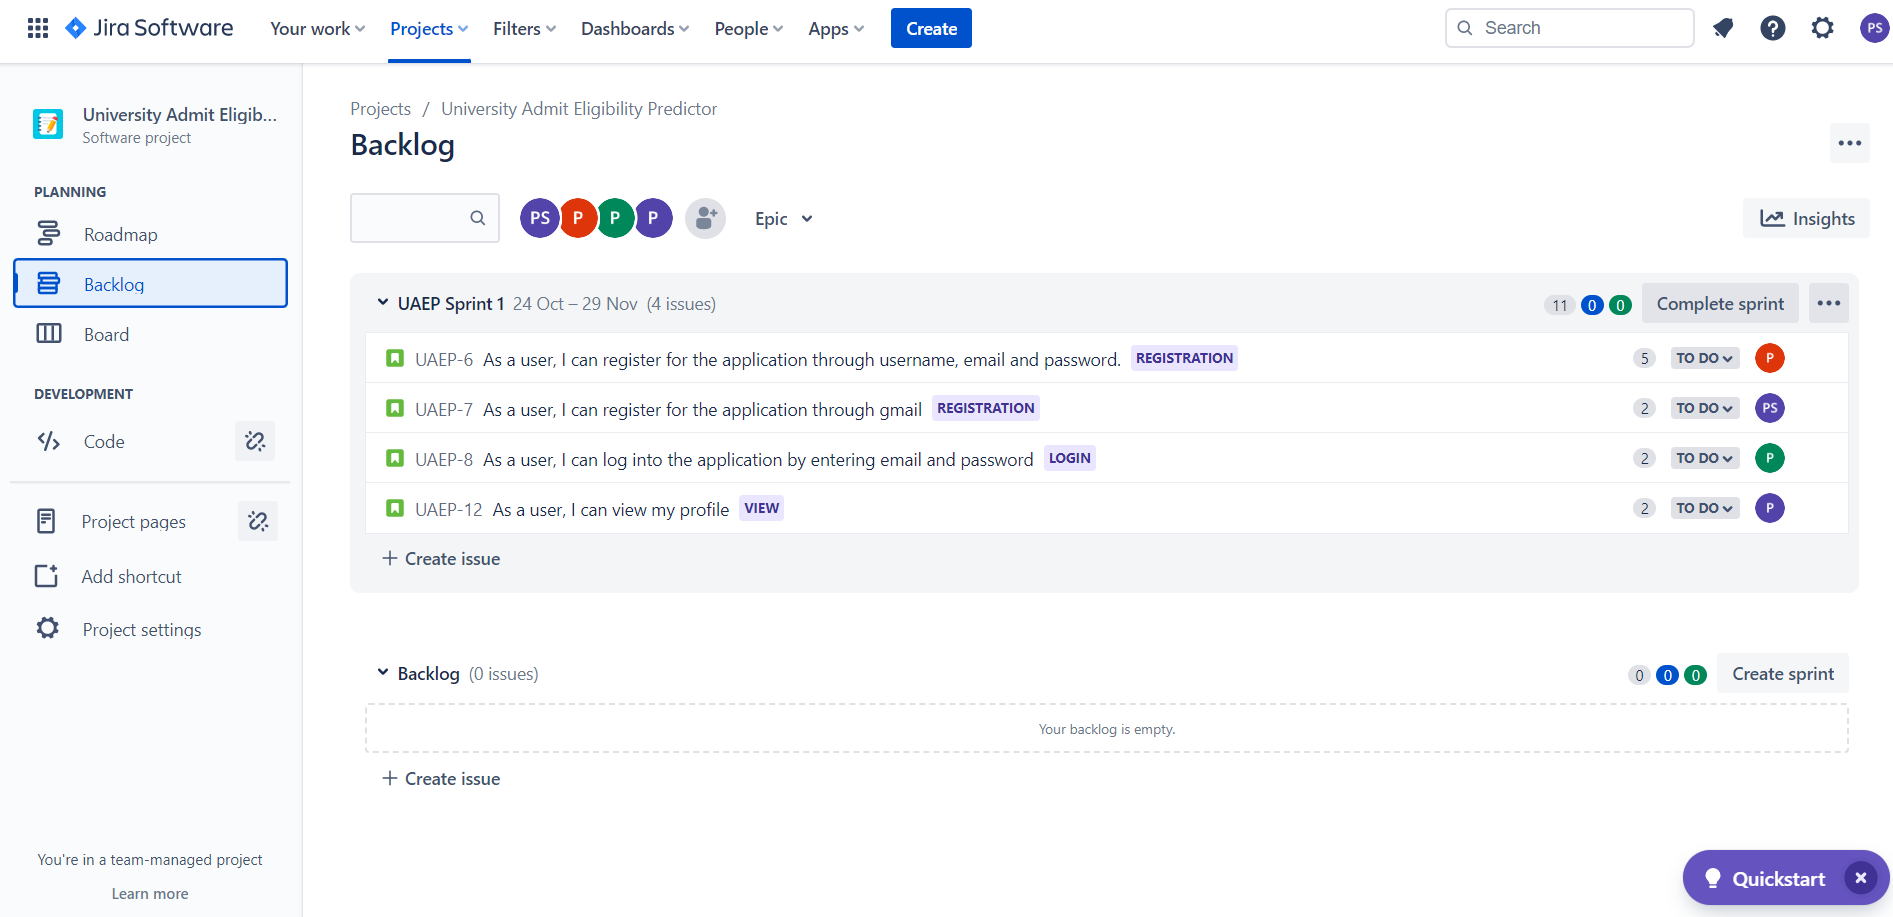 Jira Software Your work Projects Filters Dashboards People Apps Create Search PS
University Admit Eligib...
Software project
PLANNING
Roadmap
Backlog
Board
DEVELOPMENT
Code
Project pages
Add shortcut
Project settings
You're in a team-managed project
Learn more
Projects / University Admit Eligibility Predictor
Backlog
PS P P P Epic Insights
UAEP Sprint 1 24 Oct – 29 Nov (4 issues) 11 0 0 Complete sprint
UAEP-6 As a user, I can register for the application through username, email and password. REGISTRATION 5 TO DO P
UAEP-7 As a user, I can register for the application through gmail REGISTRATION 2 TO DO PS
UAEP-8 As a user, I can log into the application by entering email and password LOGIN 2 TO DO P
UAEP-12 As a user, I can view my profile VIEW 2 TO DO P
+ Create issue
Backlog (0 issues) 0 0 0 Create sprint
Your backlog is empty.
+ Create issue
Quickstart